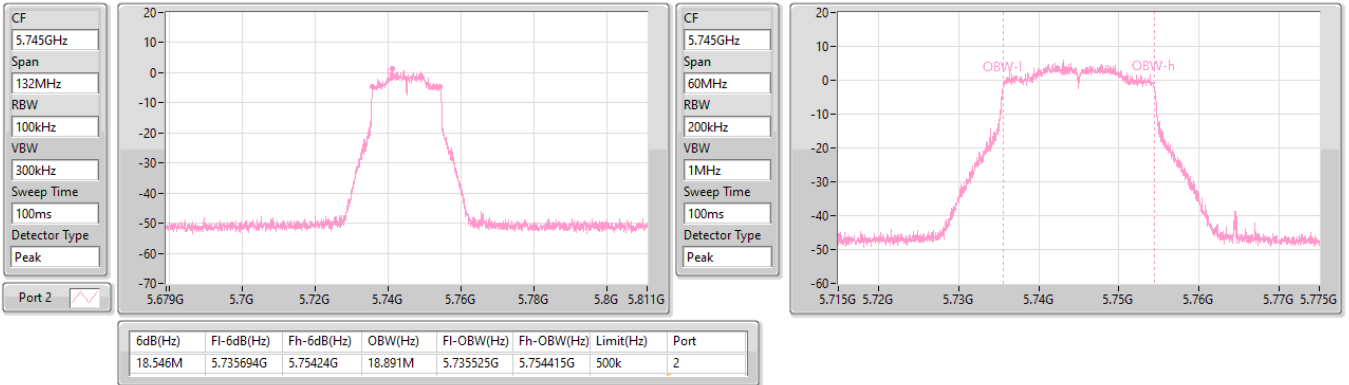 CF
5.745GHz
Span
132MHz
RBW
100kHz
VBW
300kHz
Sweep Time
100ms
Detector Type
Peak
Port 2
20
10
0
-10
-20
-30
-40
-50
-60
-70
5.679G 5.7G 5.72G 5.74G 5.76G 5.78G 5.8G 5.811G
CF
5.745GHz
Span
60MHz
RBW
200kHz
VBW
1MHz
Sweep Time
100ms
Detector Type
Peak
20
10
0
-10
-20
-30
-40
-50
-60
OBW-l OBW-h
5.715G 5.72G 5.73G 5.74G 5.75G 5.76G 5.77G 5.775G
6dB(Hz) Fl-6dB(Hz) Fh-6dB(Hz) OBW(Hz) Fl-OBW(Hz) Fh-OBW(Hz) Limit(Hz) Port
18.546M 5.735694G 5.75424G 18.891M 5.735525G 5.754415G 500k 2